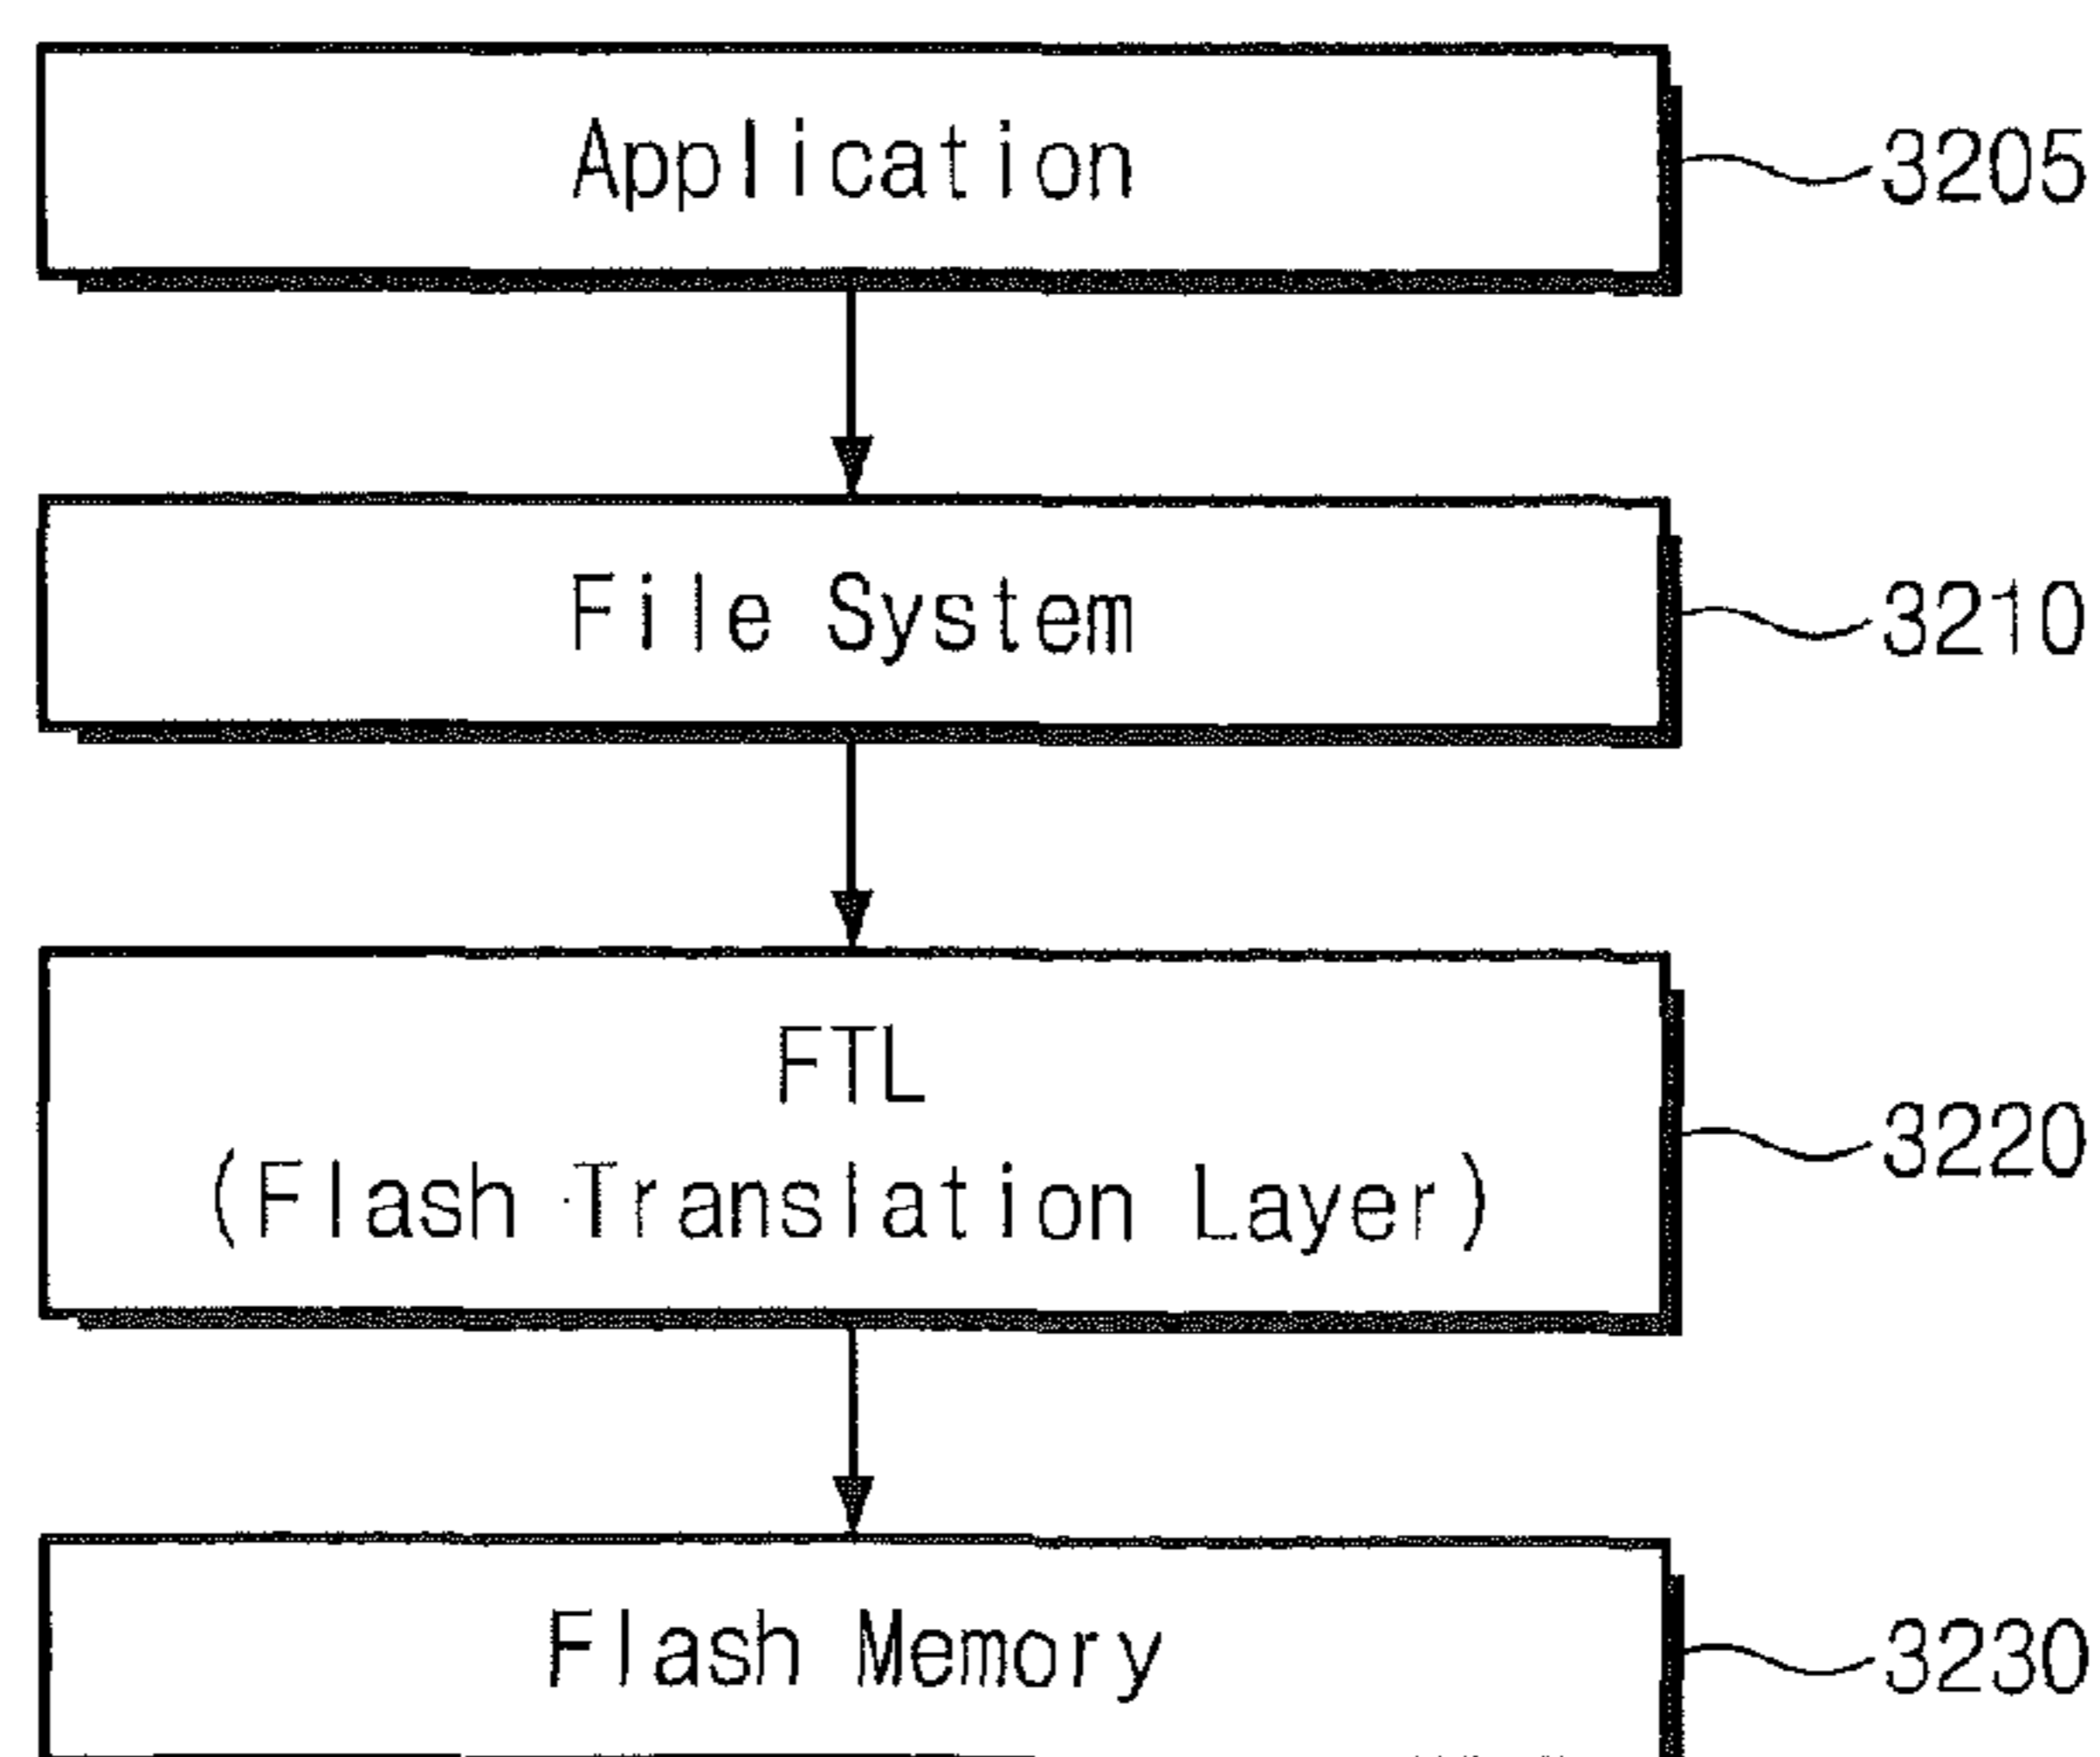 Application
3205
File System
3210
FTL
(Flash Translation Layer)
3220
Flash Memory
3230